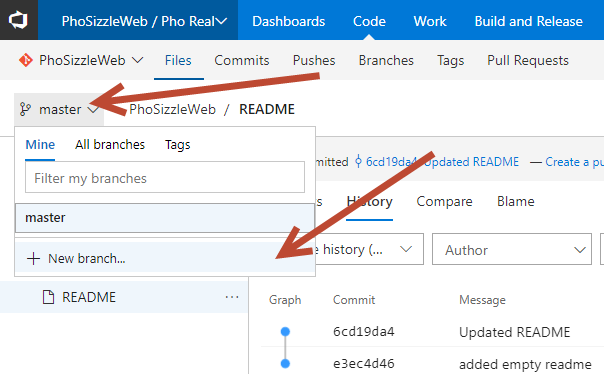 PhoSizzleWeb / Pho Real Dashboards Code Work Build and Release
PhoSizzleWeb Files Commits Pushes Branches Tags Pull Requests
master PhoSizzleWeb / README
Mine All branches Tags
mitted 6cd19da4 Updated README — Create a pu
Filter my branches
History Compare Blame
master
+ New branch...
e history (... Author
README ...
Graph Commit Message
6cd19da4 Updated README
e3ec4d46 added empty readme